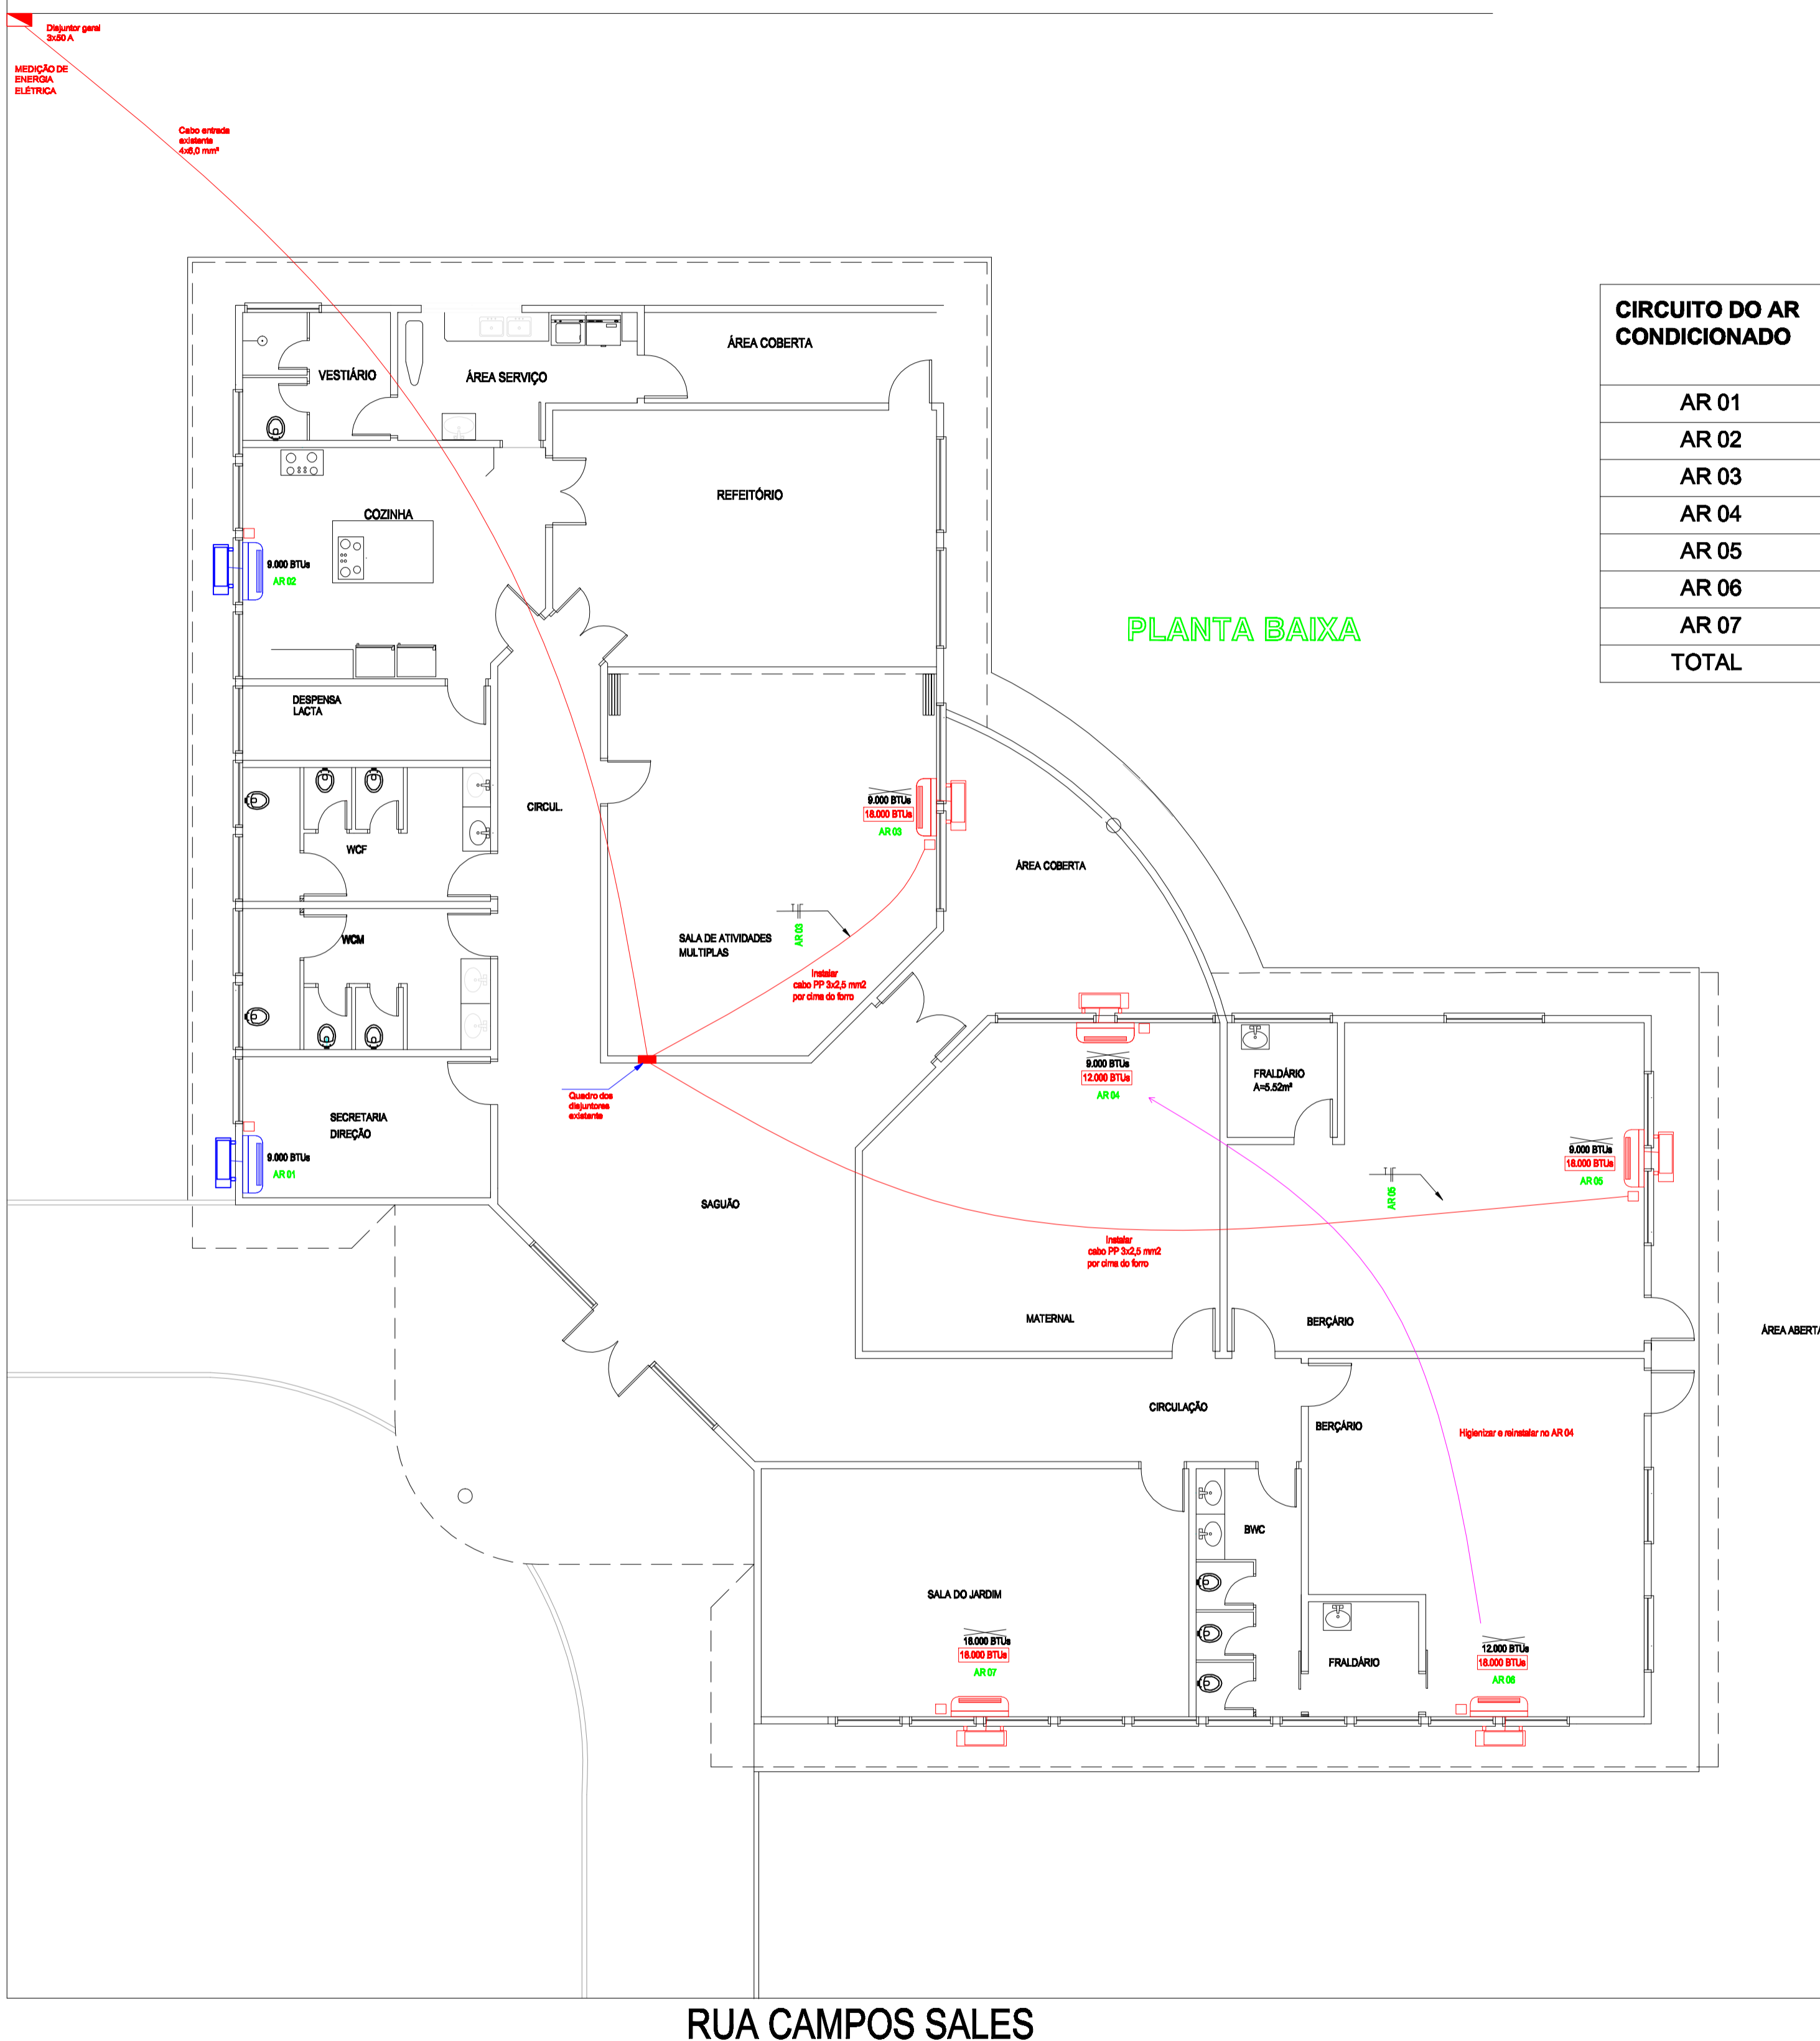 Disjuntor geral
3x50 A
MEDIÇÃO DE
ENERGIA
ELÉTRICA
Cabo entrada
existente
4x6,0 mm²
CIRCUITO DO AR
CONDICIONADO
AR 01
AR 02
AR 03
AR 04
AR 05
AR 06
AR 07
TOTAL
ÁREA COBERTA
VESTIÁRIO
ÁREA SERVIÇO
REFEITÓRIO
COZINHA
9.000 BTUs
AR 02
PLANTA BAIXA
DESPENSA
LACTA
9.000 BTUs
18.000 BTUs
AR 03
CIRCUL.
WCF
ÁREA COBERTA
WCM
SALA DE ATIVIDADES
MULTIPLAS
AR 03
Instalar
cabo PP 3x2,5 mm2
por cima do forro
9.000 BTUs
12.000 BTUs
AR 04
FRALDÁRIO
A=5.52m²
Quadro dos
disjuntores
existente
SECRETARIA
DIREÇÃO
9.000 BTUs
AR 01
9.000 BTUs
18.000 BTUs
AR 05
AR 05
SAGUÃO
Instalar
cabo PP 3x2,5 mm2
por cima do forro
MATERNAL
BERÇÁRIO
ÁREA ABERTA
CIRCULAÇÃO
BERÇÁRIO
Higienizar e reinstalar no AR 04
BWC
SALA DO JARDIM
18.000 BTUs
18.000 BTUs
AR 07
FRALDÁRIO
12.000 BTUs
18.000 BTUs
AR 06
RUA CAMPOS SALES